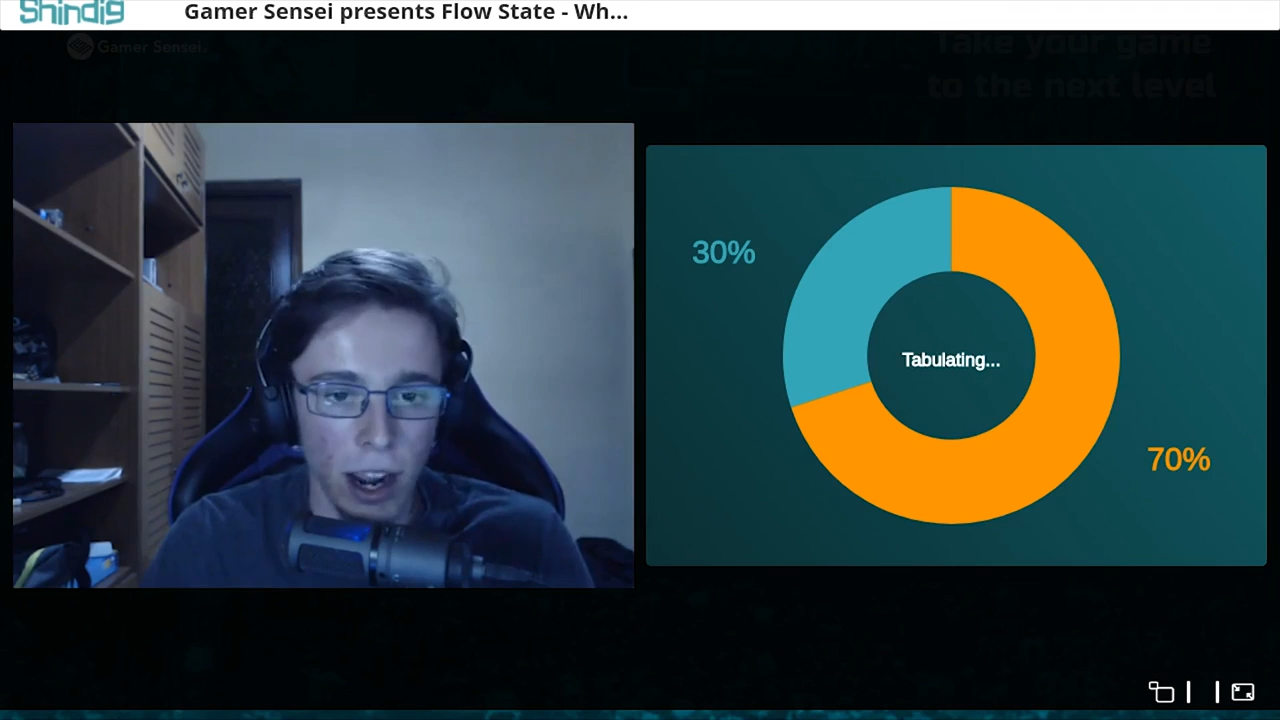 Shindig
Gamer Sensei presents Flow State - Wh...
Gamer Sensei
Take your game
to the next level
30%
Tabulating...
70%